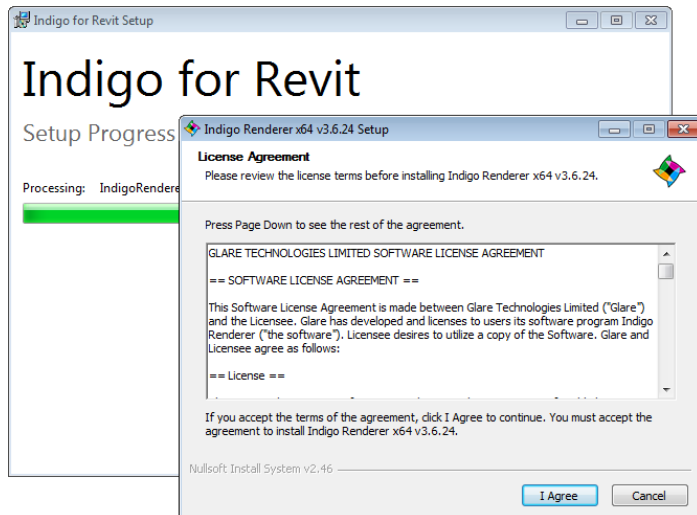 Indigo for Revit Setup
Indigo for Revit
Setup Progress
Processing: IndigoRendere
Indigo Renderer x64 v3.6.24 Setup
License Agreement
Please review the license terms before installing Indigo Renderer x64 v3.6.24.
Press Page Down to see the rest of the agreement.
GLARE TECHNOLOGIES LIMITED SOFTWARE LICENSE AGREEMENT
== SOFTWARE LICENSE AGREEMENT ==
This Software License Agreement is made between Glare Technologies Limited ("Glare")
and the Licensee. Glare has developed and licenses to users its software program Indigo
Renderer ("the software"). Licensee desires to utilize a copy of the Software. Glare and
Licensee agree as follows:
== License ==
If you accept the terms of the agreement, click I Agree to continue. You must accept the
agreement to install Indigo Renderer x64 v3.6.24.
Nullsoft Install System v2.46
I Agree
Cancel